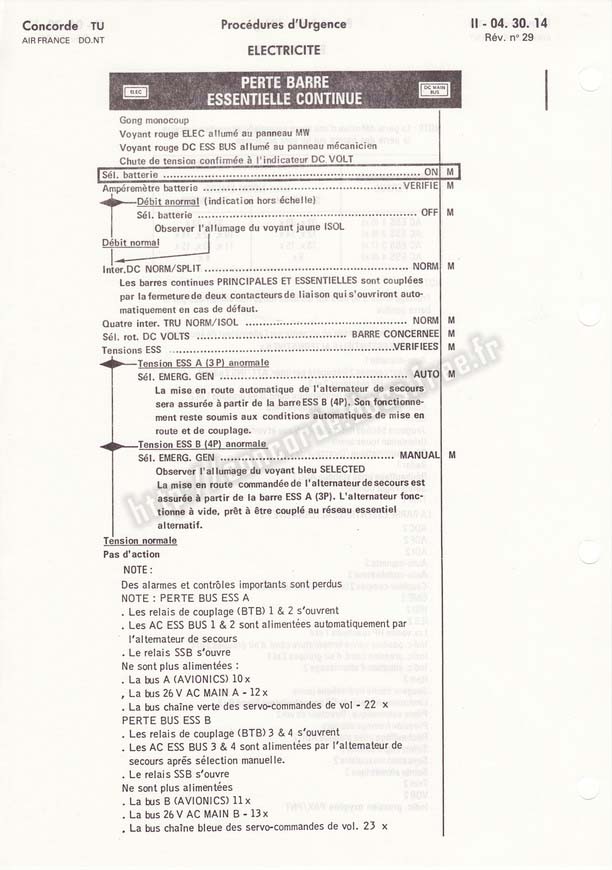 Concorde TU
AIR FRANCE DO.NT
Procédures d'Urgence
ELECTRICITE
II - 04. 30. 14
Rév. n° 29
ELEC
PERTE BARRE
ESSENTIELLE CONTINUE
DC MAIN
BUS
Gong monocoup
Voyant rouge ELEC allumé au panneau MW
Voyant rouge DC ESS BUS allumé au panneau mécanicien
Chute de tension confirmée à l'indicateur DC VOLT
Sél. batterie ........ ON M
Ampéremètre batterie ........ VERIFIE M
Débit anormal (indication hors échelle)
Sél. batterie ........ OFF M
Observer l'allumage du voyant jaune ISOL
Débit normal
Inter.DC NORM/SPLIT ........ NORM M
Les barres continues PRINCIPALES ET ESSENTIELLES sont couplées
par la fermeture de deux contacteurs de liaison qui s'ouvriront auto-
matiquement en cas de défaut.
Quatre inter. TRU NORM/ISOL ........ NORM M
Sél. rot. DC VOLTS ........ BARRE CONCERNEE M
Tensions ESS ........ VERIFIEES M
Tension ESS A (3P) anormale
Sél. EMERG. GEN ........ AUTO M
La mise en route automatique de l'alternateur de secours
sera assurée à partir de la barre ESS B (4P). Son fonctionne-
ment reste soumis aux conditions automatiques de mise en
route et de couplage.
Tension ESS B (4P) anormale
Sél. EMERG. GEN ........ MANUAL M
Observer l'allumage du voyant bleu SELECTED
La mise en route commandée de l'alternateur de secours est
assurée à partir de la barre ESS A (3P). L'alternateur fonc-
tionne à vide, prêt à être couplé au réseau essentiel
alternatif.
Tension normale
Pas d'action
NOTE :
Des alarmes et contrôles importants sont perdus
NOTE : PERTE BUS ESS A
. Les relais de couplage (BTB) 1 & 2 s'ouvrent
. Les AC ESS BUS 1 & 2 sont alimentées automatiquement par
l'alternateur de secours
. Le relais SSB s'ouvre
Ne sont plus alimentées :
. La bus A (AVIONICS) 10 x
. La bus 26 V AC MAIN A - 12 x
. La bus chaîne verte des servo-commandes de vol - 22 x
PERTE BUS ESS B
. Les relais de couplage (BTB) 3 & 4 s'ouvrent
. Les AC ESS BUS 3 & 4 sont alimentées par l'alternateur de
secours aprés sélection manuelle.
. Le relais SSB s'ouvre
Ne sont plus alimentées
. La bus B (AVIONICS) 11 x
. La bus 26 V AC MAIN B - 13 x
. La bus chaîne bleue des servo-commandes de vol. 23 x